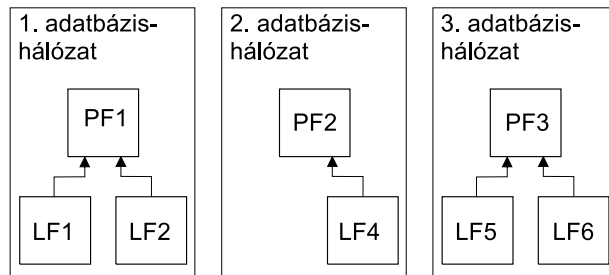 1. adatbázis-
hálózat
PF1
LF1
LF2
2. adatbázis-
hálózat
PF2
LF4
3. adatbázis-
hálózat
PF3
LF5
LF6